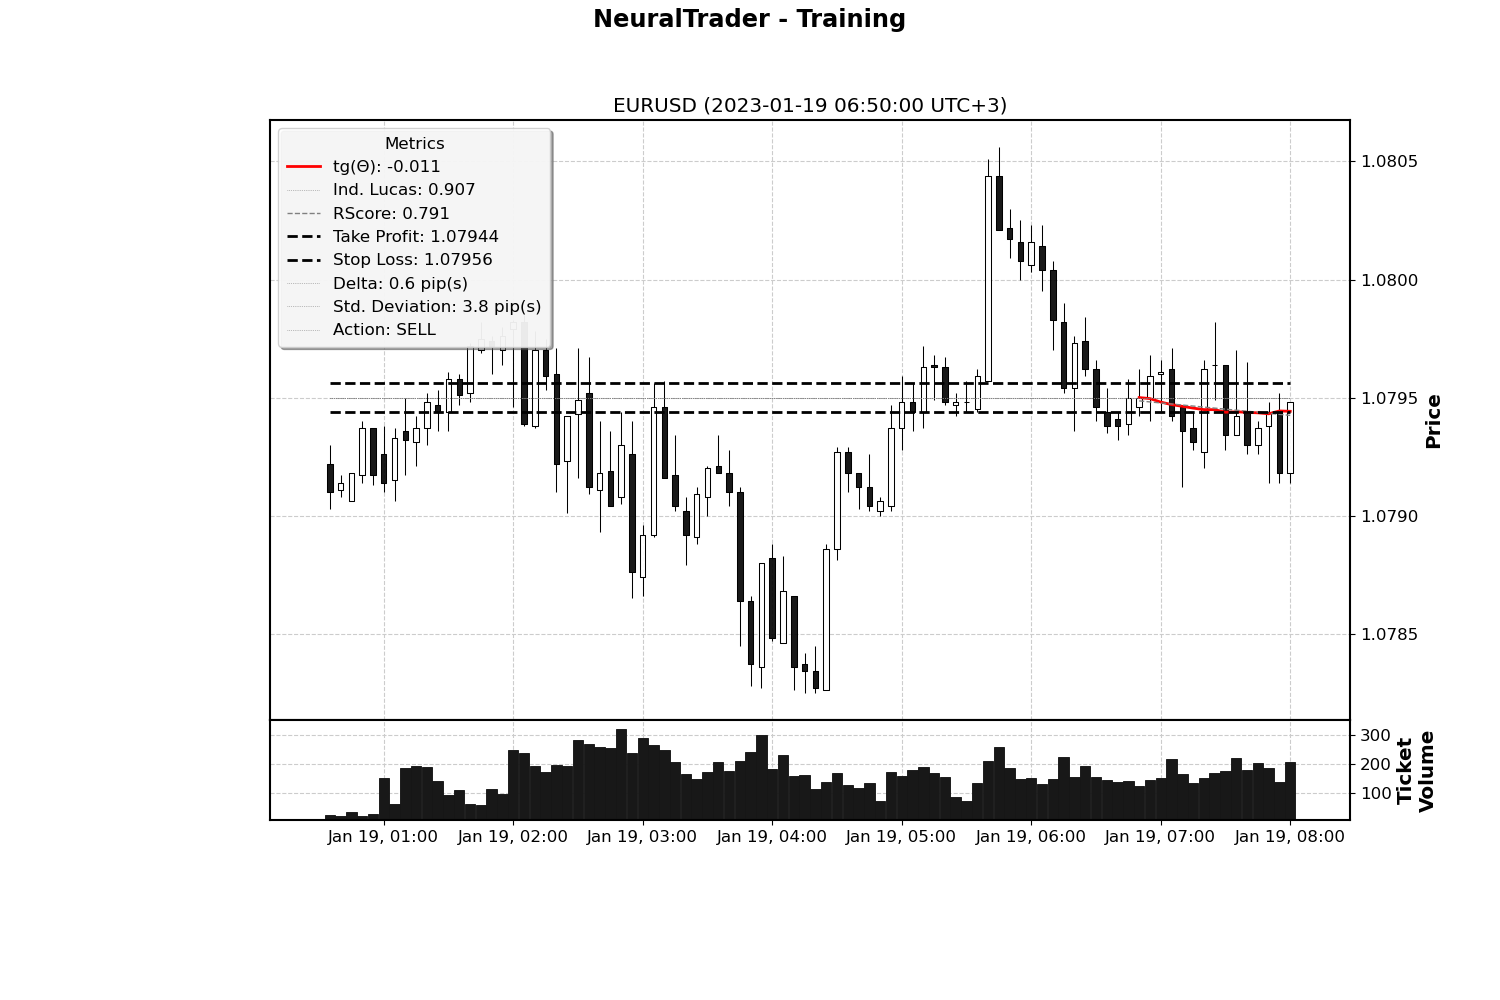 NeuralTrader - Training
EURUSD (2023-01-19 06:50:00 UTC+3)
Metrics
tg(Θ): -0.011
Ind. Lucas: 0.907
RScore: 0.791
Take Profit: 1.07944
Stop Loss: 1.07956
Delta: 0.6 pip(s)
Std. Deviation: 3.8 pip(s)
Action: SELL
1.0805
1.0800
1.0795
1.0790
1.0785
Price
300
200
100
Ticket
Volume
Jan 19, 01:00
Jan 19, 02:00
Jan 19, 03:00
Jan 19, 04:00
Jan 19, 05:00
Jan 19, 06:00
Jan 19, 07:00
Jan 19, 08:00